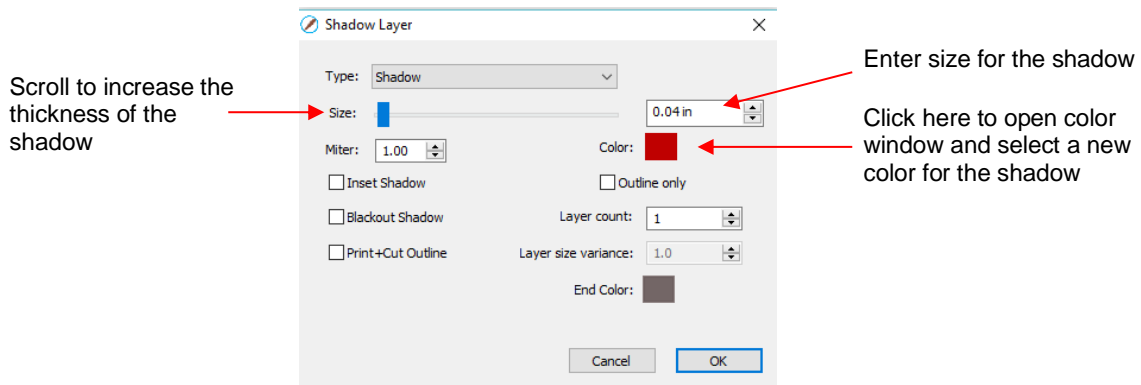 Shadow Layer
Enter size for the shadow
Scroll to increase the
thickness of the
shadow
Type: Shadow
Size: 0.04 in
Click here to open color
window and select a new
color for the shadow
Miter: 1.00 Color:
Inset Shadow Outline only
Blackout Shadow Layer count: 1
Print+Cut Outline Layer size variance: 1.0
End Color:
Cancel OK